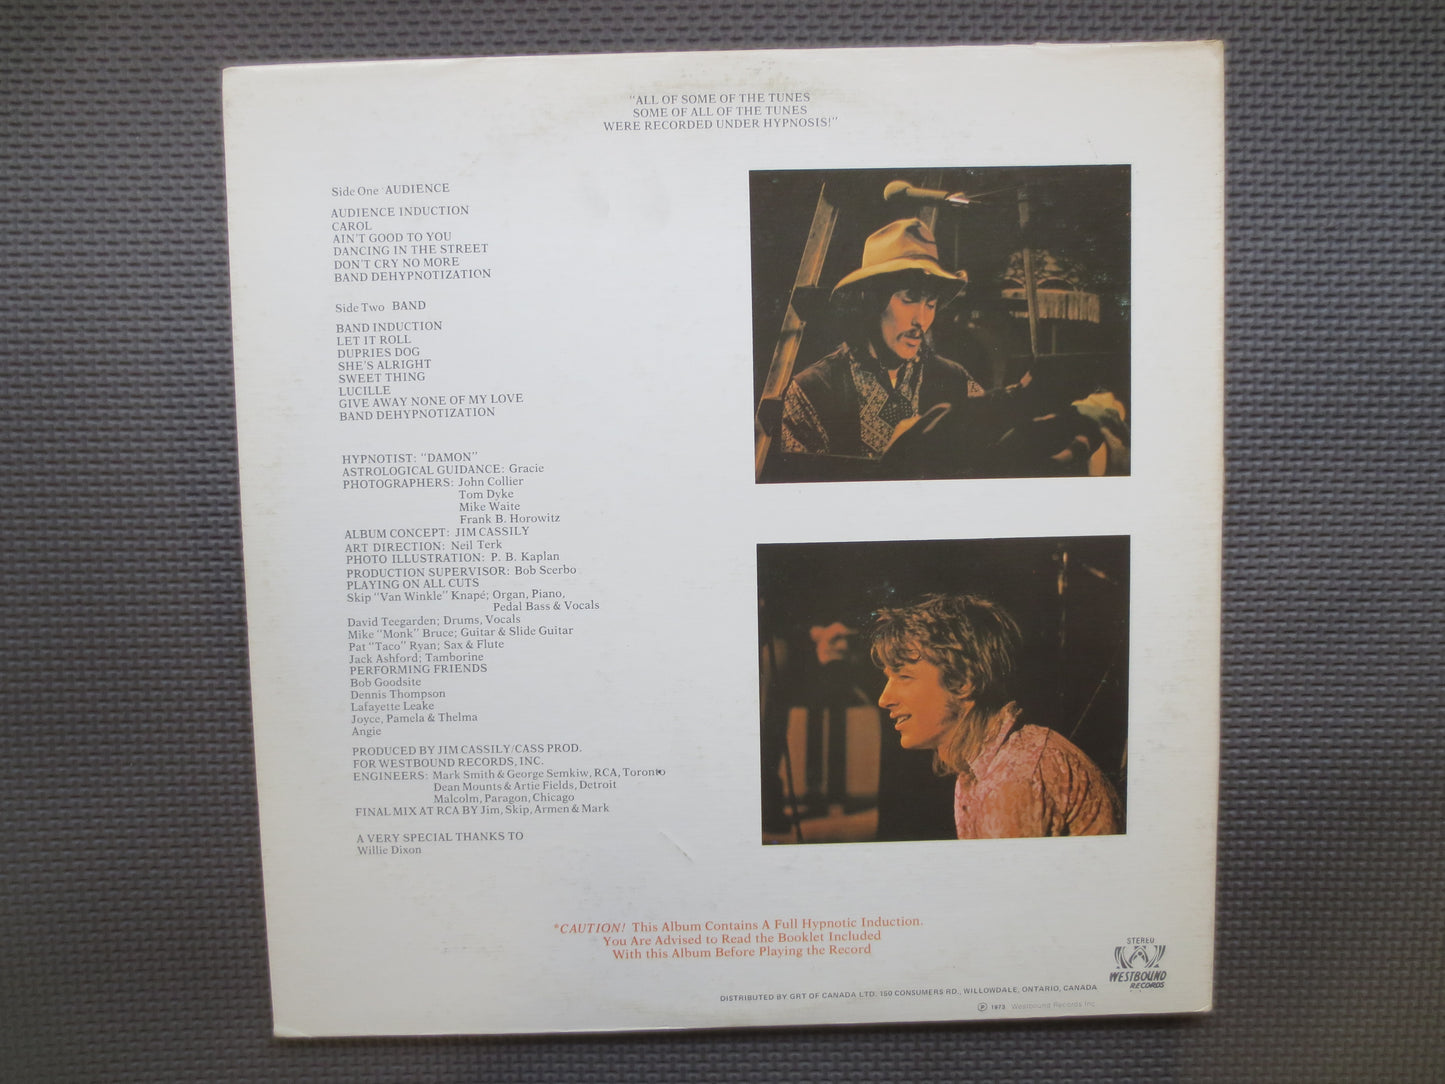 "ALL OF SOME OF THE TUNES
SOME OF ALL OF THE TUNES
WERE RECORDED UNDER HYPNOSIS!"
Side One AUDIENCE
AUDIENCE INDUCTION
CAROL
AIN'T GOOD TO YOU
DANCING IN THE STREET
DON'T CRY NO MORE
BAND DEHYPNOTIZATION
Side Two BAND
BAND INDUCTION
LET IT ROLL
DUPRIES DOG
SHE'S ALRIGHT
SWEET THING
LUCILLE
GIVE AWAY NONE OF MY LOVE
BAND DEHYPNOTIZATION
HYPNOTIST: "DAMON"
ASTROLOGICAL GUIDANCE: Gracie
PHOTOGRAPHERS: John Collier
Tom Dyke
Mike Waite
Frank B. Horowitz
ALBUM CONCEPT: JIM CASSILY
ART DIRECTION: Neil Terk
PHOTO ILLUSTRATION: P. B. Kaplan
PRODUCTION SUPERVISOR: Bob Scerbo
PLAYING ON ALL CUTS
Skip "Van Winkle" Knapé; Organ, Piano,
Pedal Bass & Vocals
David Teegarden; Drums, Vocals
Mike "Monk" Bruce; Guitar & Slide Guitar
Pat "Taco" Ryan; Sax & Flute
Jack Ashford; Tamborine
PERFORMING FRIENDS
Bob Goodsite
Dennis Thompson
Lafayette Leake
Joyce, Pamela & Thelma
Angie
PRODUCED BY JIM CASSILY/CASS PROD.
FOR WESTBOUND RECORDS, INC.
ENGINEERS: Mark Smith & George Semkiw, RCA, Toronto
Dean Mounts & Artie Fields, Detroit
Malcolm, Paragon, Chicago
FINAL MIX AT RCA BY Jim, Skip, Armen & Mark
A VERY SPECIAL THANKS TO
Willie Dixon
*CAUTION! This Album Contains A Full Hypnotic Induction.
You Are Advised to Read the Booklet Included
With this Album Before Playing the Record
STEREO
WESTBOUND
RECORDS
DISTRIBUTED BY GRT OF CANADA LTD. 150 CONSUMERS RD., WILLOWDALE, ONTARIO, CANADA
Ⓟ 1973 Westbound Records Inc.